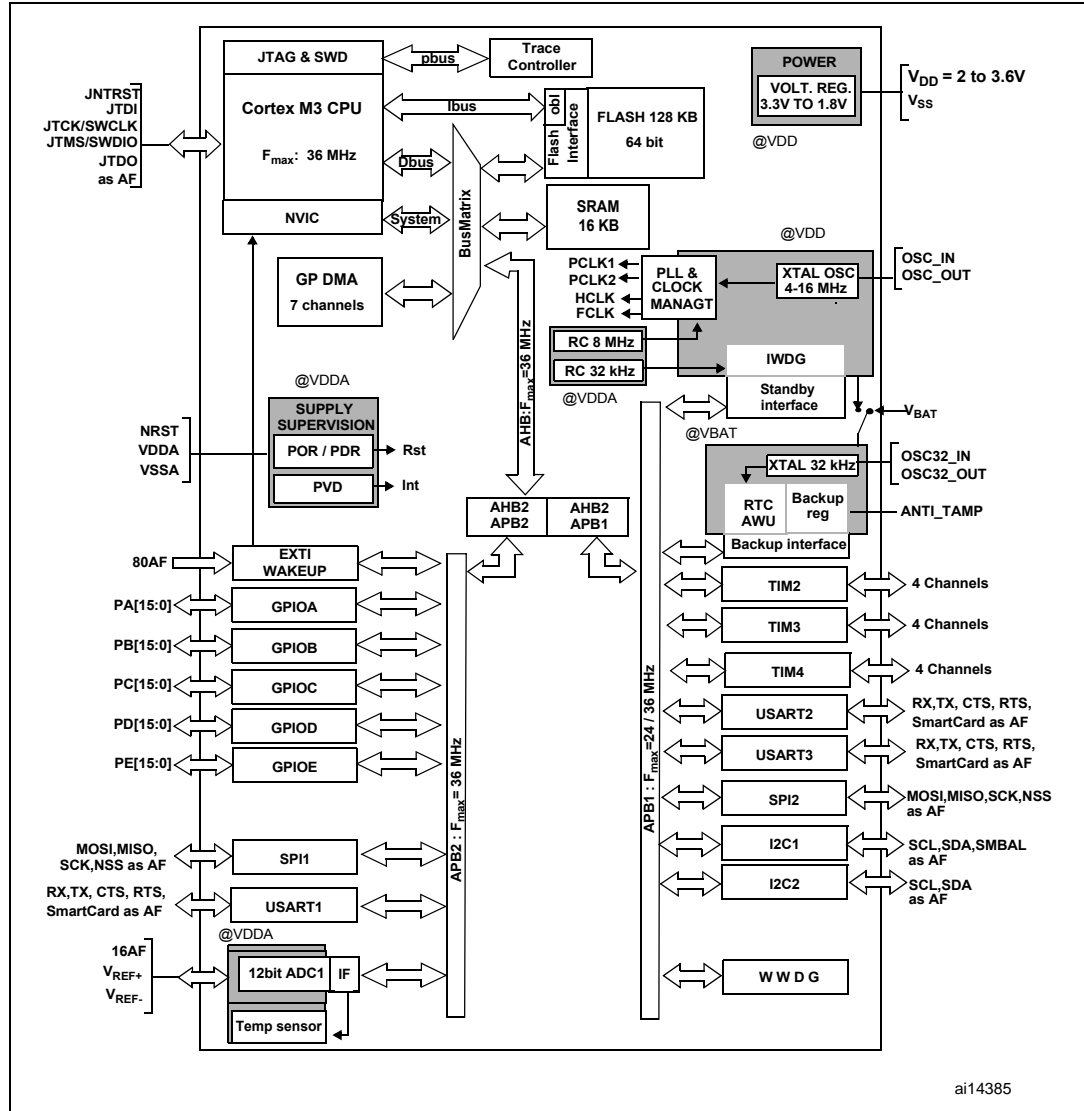 JTAG & SWD
pbus
Trace
Controller
POWER
VOLT. REG.
3.3V TO 1.8V
@VDD
VDD = 2 to 3.6V
VSS
JNTRST
JTDI
JTCK/SWCLK
JTMS/SWDIO
JTDO
as AF
Cortex M3 CPU
Fmax: 36 MHz
Ibus
Dbus
System
NVIC
BusMatrix
Flash obl
Interface
FLASH 128 KB
64 bit
SRAM
16 KB
GP DMA
7 channels
AHB:Fmax=36 MHz
@VDD
PCLK1
PCLK2
HCLK
FCLK
PLL &
CLOCK
MANAGT
XTAL OSC
4-16 MHz
OSC_IN
OSC_OUT
RC 8 MHz
RC 32 kHz
@VDDA
IWDG
Standby
interface
VBAT
@VBAT
XTAL 32 kHz
OSC32_IN
OSC32_OUT
RTC
AWU
Backup
reg
ANTI_TAMP
Backup interface
@VDDA
SUPPLY
SUPERVISION
NRST
VDDA
VSSA
POR / PDR
Rst
PVD
Int
AHB2
APB2
AHB2
APB1
80AF
EXTI
WAKEUP
PA[15:0]
GPIOA
PB[15:0]
GPIOB
PC[15:0]
GPIOC
PD[15:0]
GPIOD
PE[15:0]
GPIOE
MOSI,MISO,
SCK,NSS as AF
SPI1
RX,TX, CTS, RTS,
SmartCard as AF
USART1
@VDDA
16AF
VREF+
VREF-
12bit ADC1
IF
Temp sensor
APB2 : Fmax= 36 MHz
APB1 : Fmax=24 / 36 MHz
TIM2
4 Channels
TIM3
4 Channels
TIM4
4 Channels
USART2
RX,TX, CTS, RTS,
SmartCard as AF
USART3
RX,TX, CTS, RTS,
SmartCard as AF
SPI2
MOSI,MISO,SCK,NSS
as AF
I2C1
SCL,SDA,SMBAL
as AF
I2C2
SCL,SDA
as AF
W W D G
ai14385